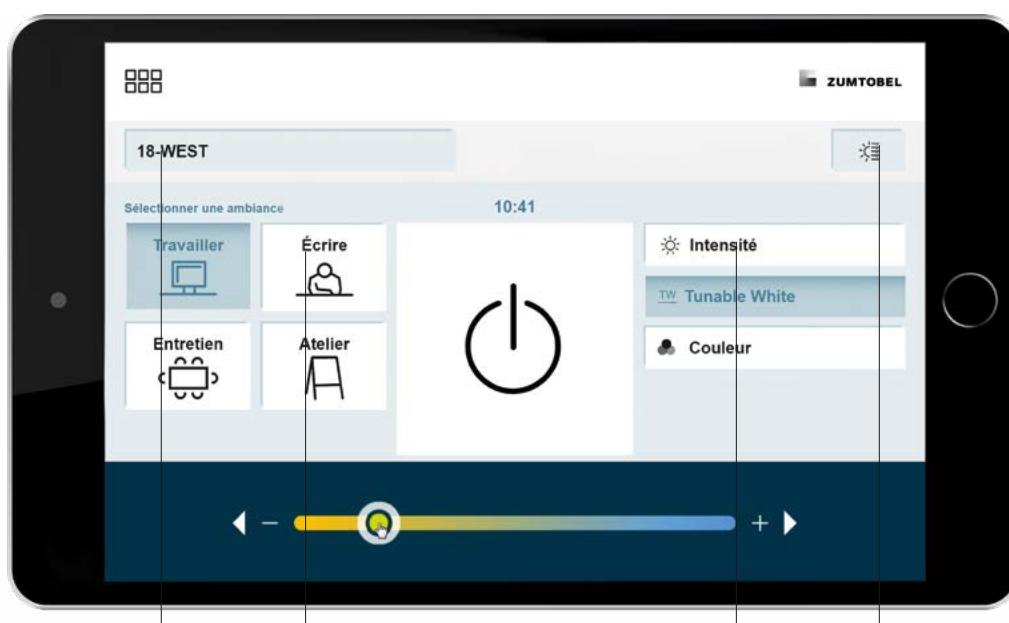 ZUMTOBEL
18-WEST
Sélectionner une ambiance
10:41
Travailler
Écrire
Entretien
Atelier
Intensité
TW Tunable White
Couleur